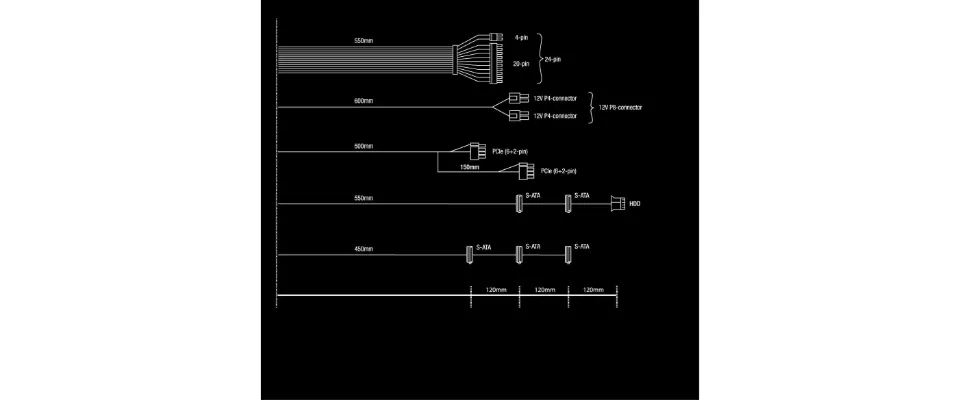 4-pin
550mm
24-pin
20-pin
600mm
12V P4-connector
12V P8-connector
12V P4-connector
600mm
PCIe (6+2-pin)
150mm
PCIe (6+2-pin)
550mm
S-ATA
S-ATA
HDD
450mm
S-ATA
S-ATA
S-ATA
120mm
120mm
120mm